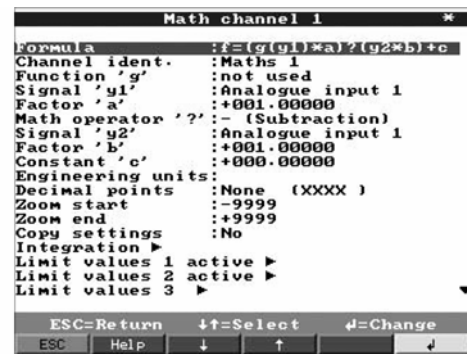 Math channel 1 *
Formula :f=(g(y1)*a)?(y2*b)+c
Channel ident. :Maths 1
Function 'g' :not used
Signal 'y1' :Analogue input 1
Factor 'a' :+001.00000
Math operator '?':- (Subtraction)
Signal 'y2' :Analogue input 1
Factor 'b' :+001.00000
Constant 'c' :+000.00000
Engineering units:
Decimal points :None (XXXX )
Zoom start :-9999
Zoom end :+9999
Copy settings :No
Integration ►
Limit values 1 active ►
Limit values 2 active ►
Limit values 3 ►
ESC=Return ↓↑=Select ↲=Change
ESC Help ↓ ↑ ↲